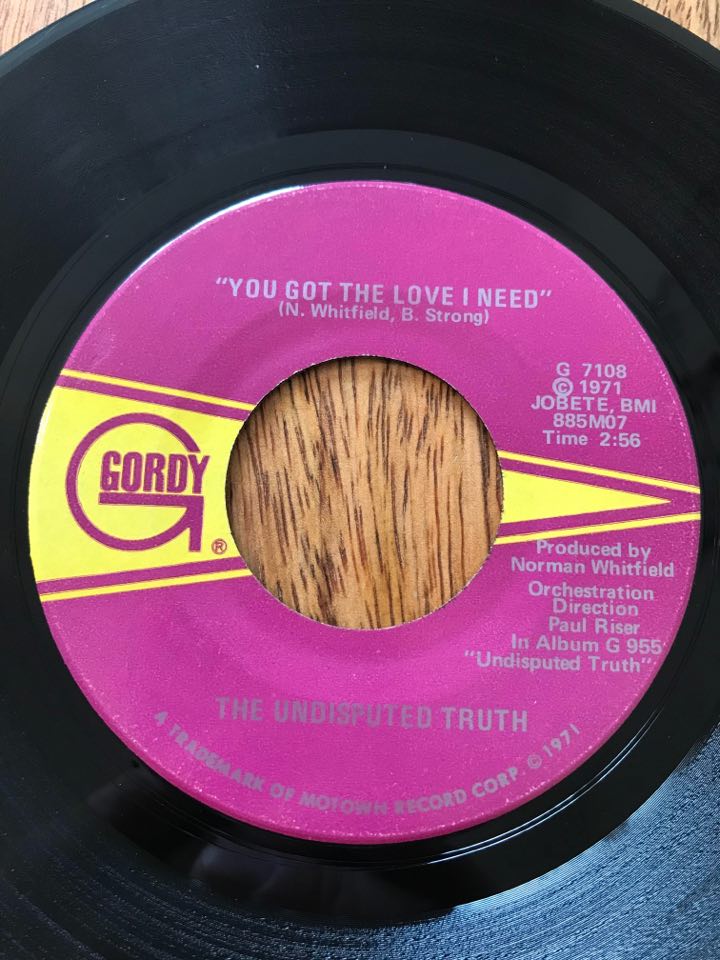 "YOU GOT THE LOVE I NEED"
(N. Whitfield, B. Strong)
G 7108
© 1971
JOBETE, BMI
885M07
Time 2:56
GORDY
®
Produced by
Norman Whitfield
Orchestration
Direction
Paul Riser
In Album G 955
"Undisputed Truth"
THE UNDISPUTED TRUTH
A TRADEMARK OF MOTOWN RECORD CORP. © 1971